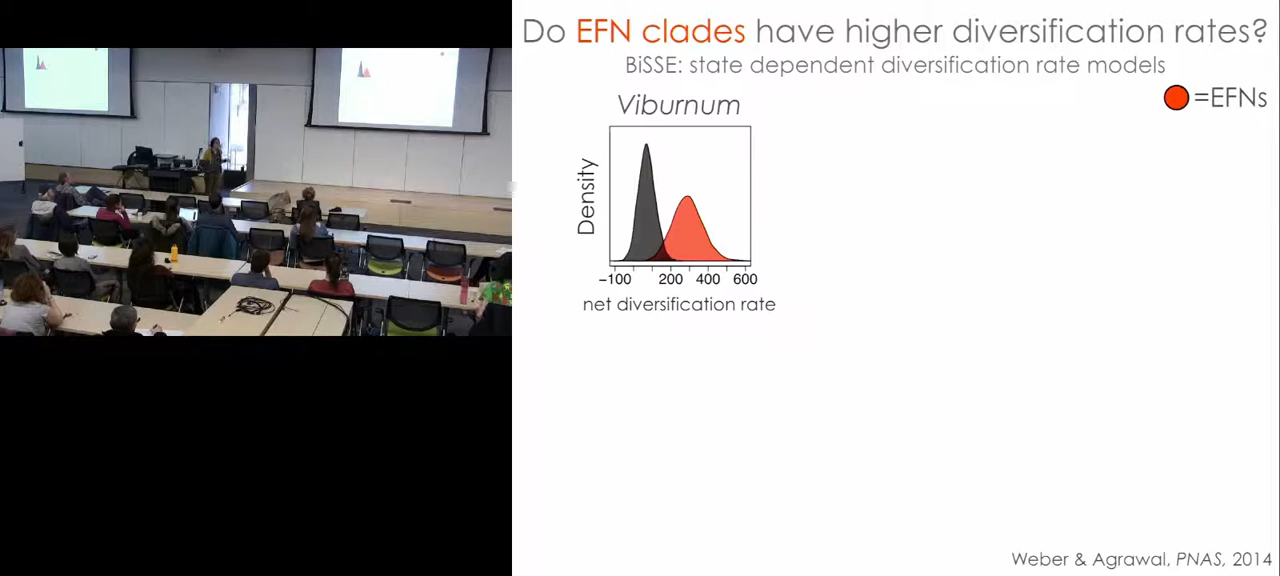 Do EFN clades have higher diversification rates?
BiSSE: state dependent diversification rate models
=EFNs
Viburnum
Density
−100 200 400 600
net diversification rate
Weber & Agrawal, PNAS, 2014